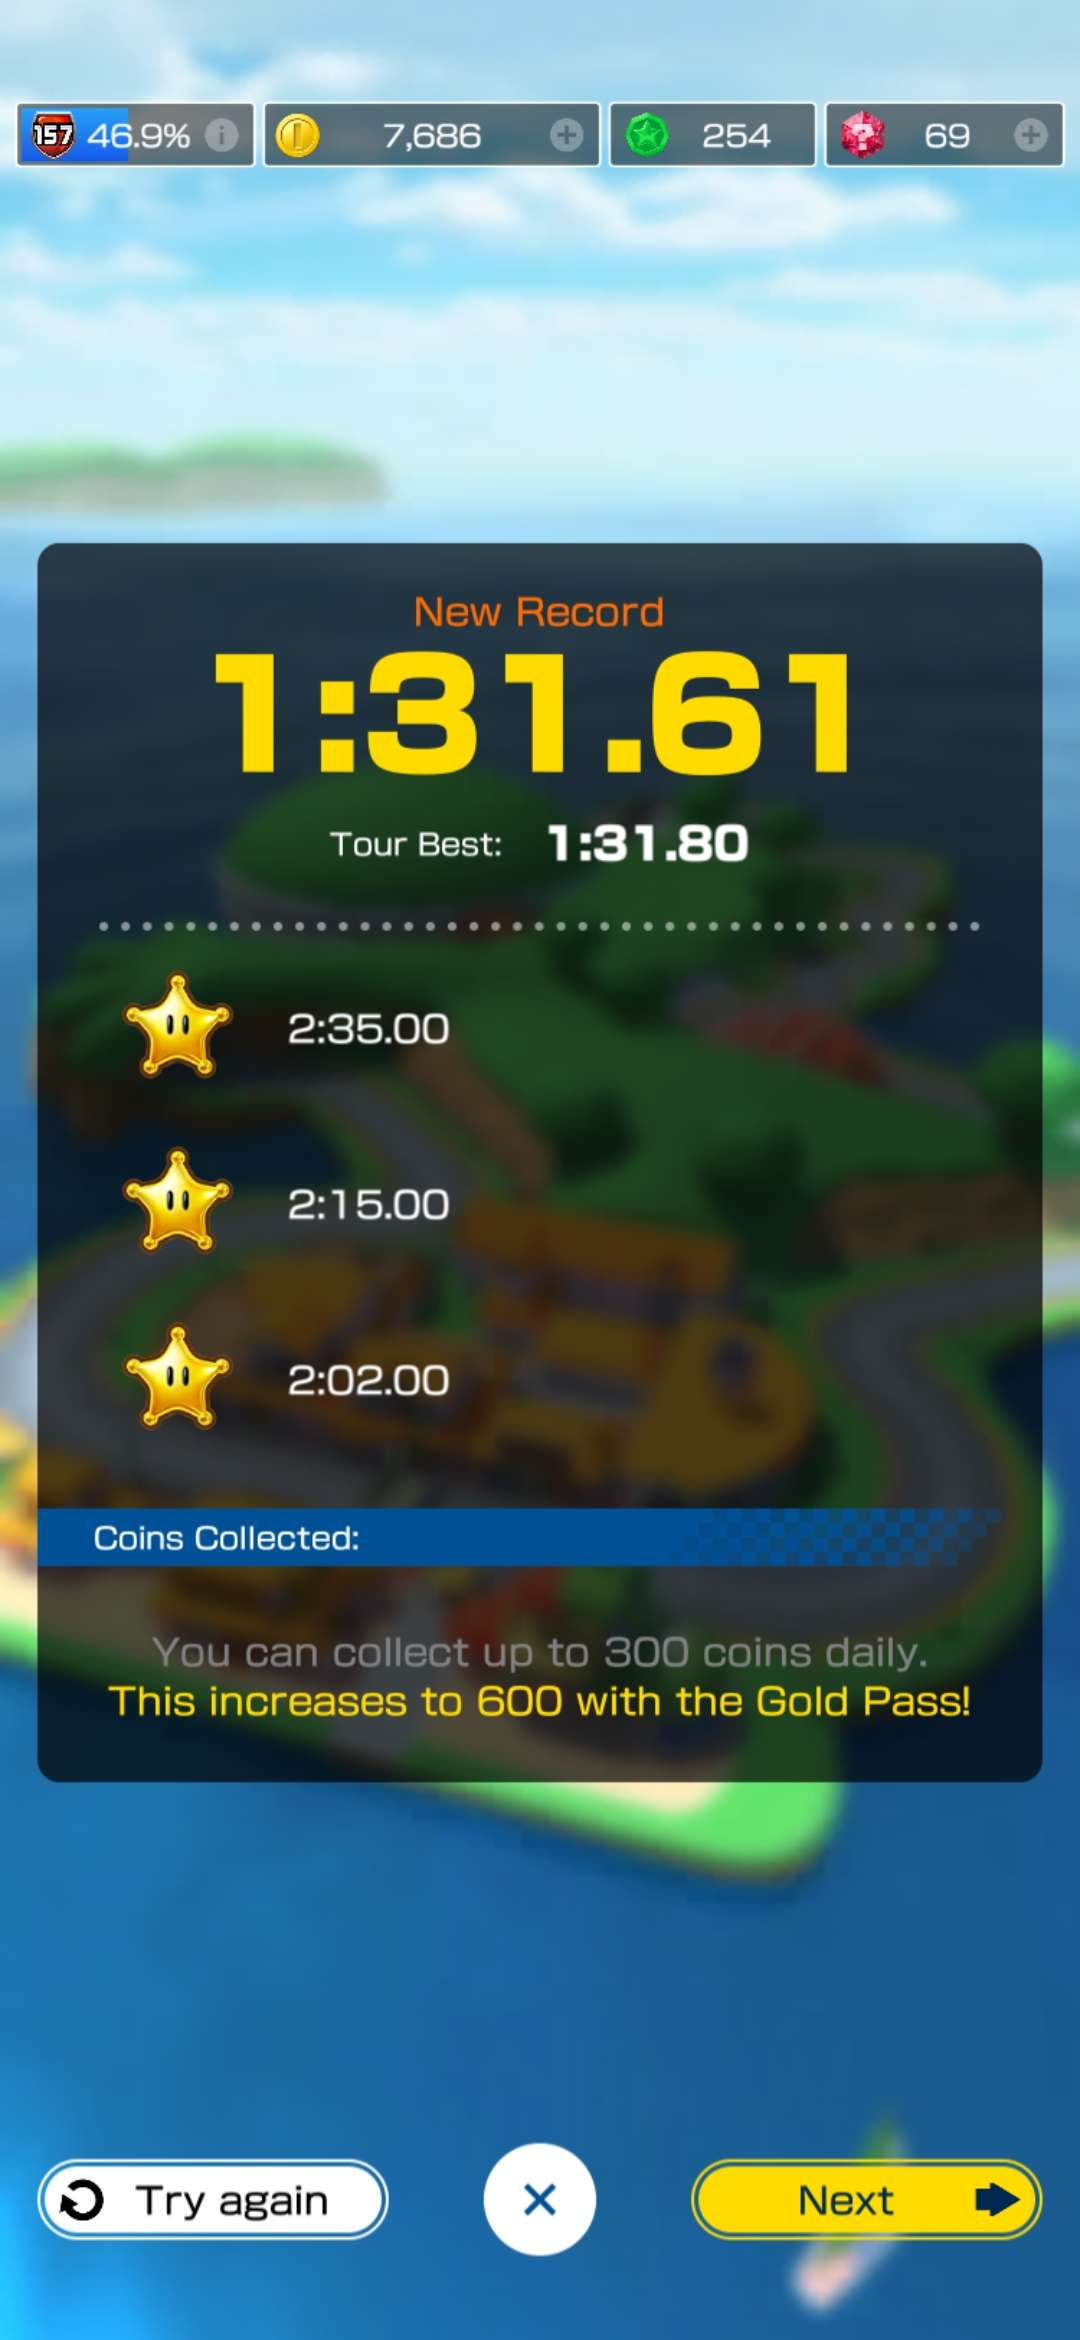 157 46.9% i 7,686 + 254 ? 69 +
New Record
1:31.61
Tour Best: 1:31.80
2:35.00
2:15.00
2:02.00
Coins Collected:
You can collect up to 300 coins daily.
This increases to 600 with the Gold Pass!
Try again × Next